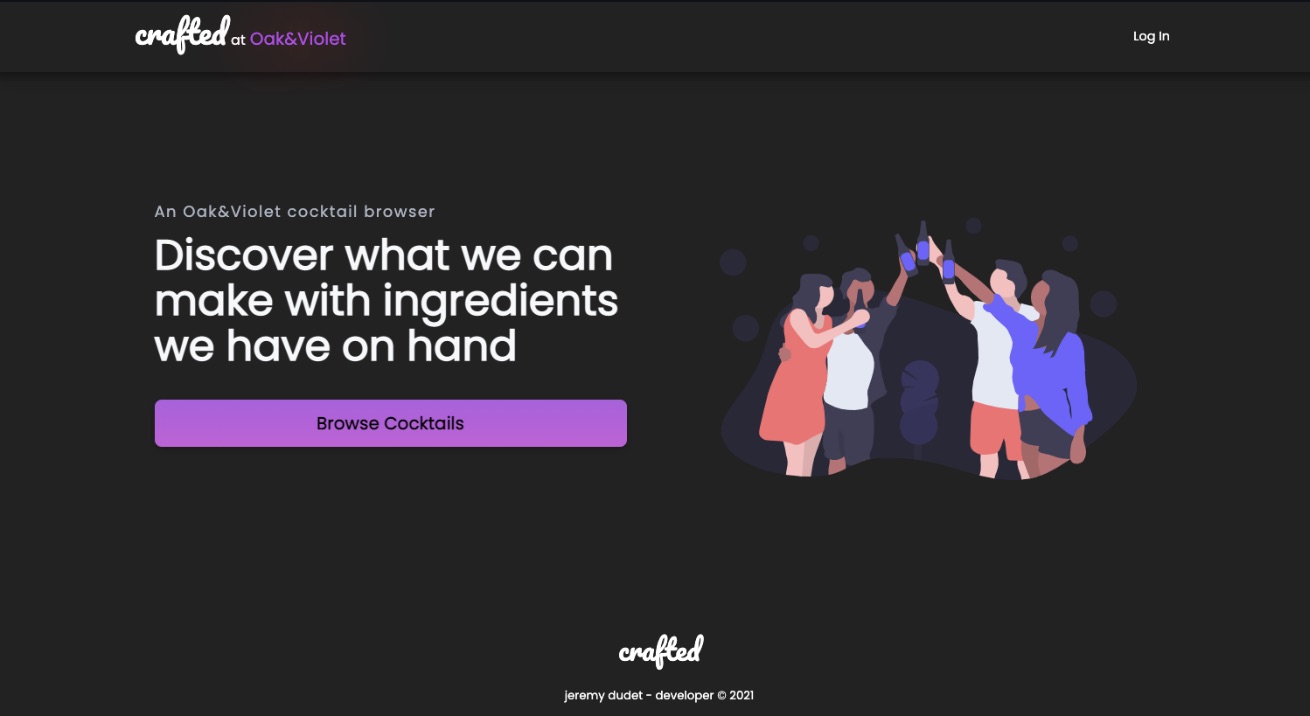 crafted at Oak&Violet
Log In
An Oak&Violet cocktail browser
Discover what we can
make with ingredients
we have on hand
Browse Cocktails
crafted
jeremy dudet - developer © 2021